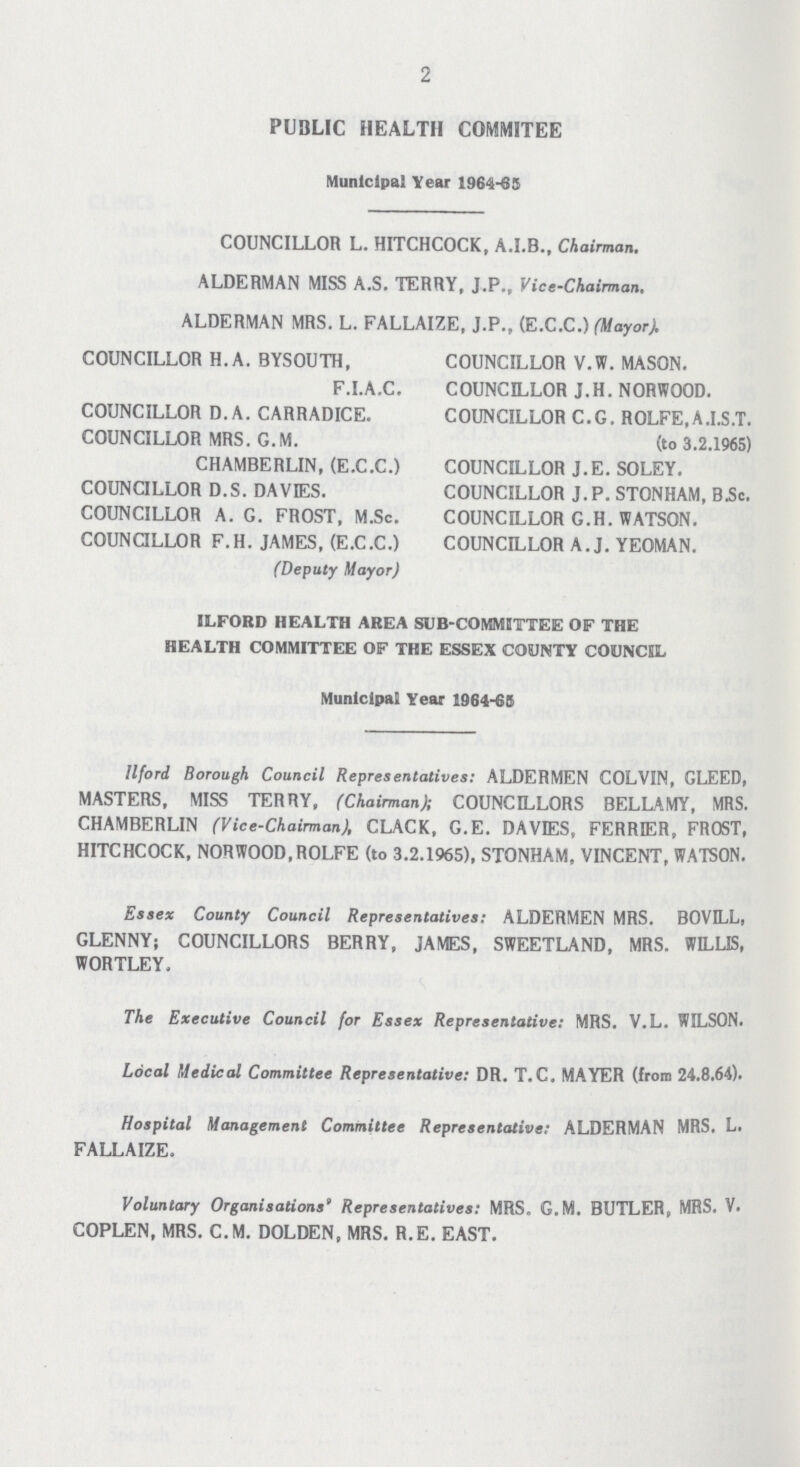 2
PUBLIC HEALTH COMMITEE
Municipal Year 1964-65
COUNCILLOR L. HITCHCOCK, A.I.B., Chairman.
ALDERMAN MISS A.S. TERRY, J.P., Vice-Chairman.
ALDERMAN MRS. L. FALLAIZE, J.P., (E.C.C.) (Mayor).
COUNCILLOR H.A. BYSOUTH,
F.I.A.C.
COUNCILLOR D.A. CARRADICE.
COUNCILLOR MRS. G.M.
CHAMBERLIN, (E.C.C.)
COUNCILLOR D.S. DAVIES.
COUNCILLOR A. G. FROST, M.Sc.
COUNCILLOR F.H. JAMES, (E.C.C.)
(Deputy Mayor)
COUNCILLOR V.W. MASON.
COUNCILLOR J.H. NORWOOD.
COUNCILLOR C.G. ROLFE, A.I.S.T.
(to 3.2.1965)
COUNCILLOR J.E. SOLEY.
COUNCILLOR J.P. STONHAM, B.Sc.
COUNCILLOR G.H. WATSON.
COUNCILLOR A.J. YEOMAN.
ILFORD HEALTH AREA SUB-COMMITTEE OF THE
HEALTH COMMITTEE OF THE ESSEX COUNTY COUNCIL
Municipal Year 1964-65
Ilford Borough Council Representatives: ALDERMEN COLVIN, GLEED,
MASTERS, MISS TERRY, (Chairman); COUNCILLORS BELLAMY, MRS.
CHAMBERLIN (Vice-Chairman), CLACK, G.E. DAVIES, FERRIER, FROST,
HITCHCOCK, NORWOOD, ROLFE (to 3.2.1965), STONHAM, VINCENT, WATSON.
Essex County Council Representatives: ALDERMEN MRS. BOVILL,
GLENNY; COUNCILLORS BERRY, JAMES, SWEETLAND, MRS. WILLIS,
WORTLEY.
The Executive Council for Essex Representative: MRS. V.L. WILSON.
Local Medical Committee Representative: DR. T.C. MAYER (from 24.8.64).
Hospital Management Committee Representative: ALDERMAN MRS. L.
FALLAIZE.
Voluntary Organisations' Representatives: MRS. G.M. BUTLER, MRS. V.
COPLEN, MRS. C.M. DOLDEN, MRS. R.E. EAST.